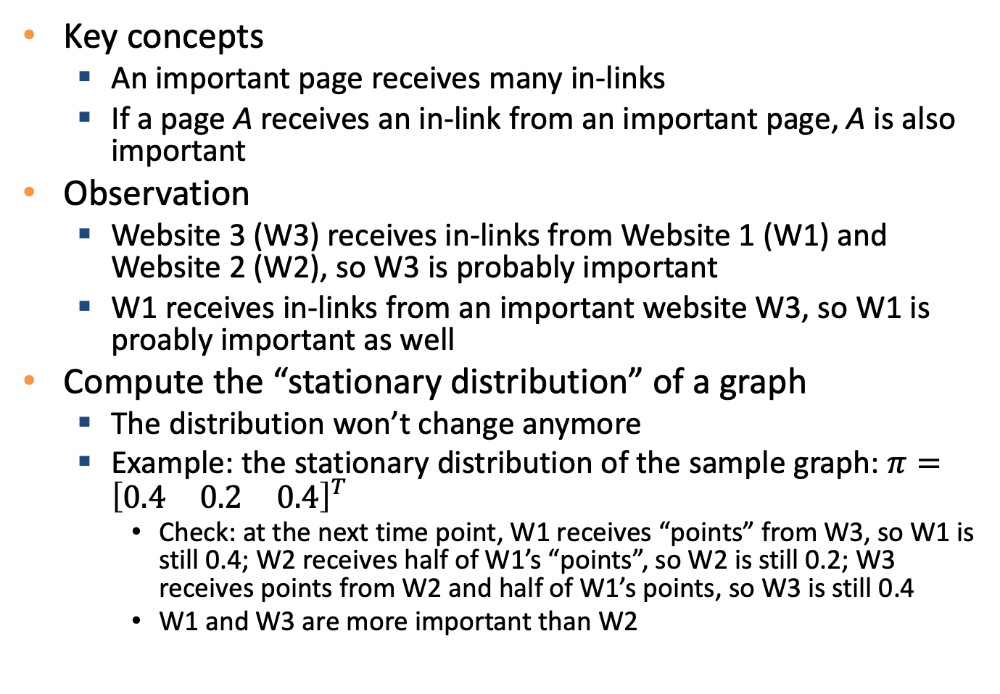 • Key concepts
▪ An important page receives many in-links
▪ If a page A receives an in-link from an important page, A is also
important
• Observation
▪ Website 3 (W3) receives in-links from Website 1 (W1) and
Website 2 (W2), so W3 is probably important
▪ W1 receives in-links from an important website W3, so W1 is
proably important as well
• Compute the “stationary distribution” of a graph
▪ The distribution won’t change anymore
▪ Example: the stationary distribution of the sample graph: π =
[0.4 0.2 0.4]ᵀ
• Check: at the next time point, W1 receives “points” from W3, so W1 is
still 0.4; W2 receives half of W1’s “points”, so W2 is still 0.2; W3
receives points from W2 and half of W1’s points, so W3 is still 0.4
• W1 and W3 are more important than W2